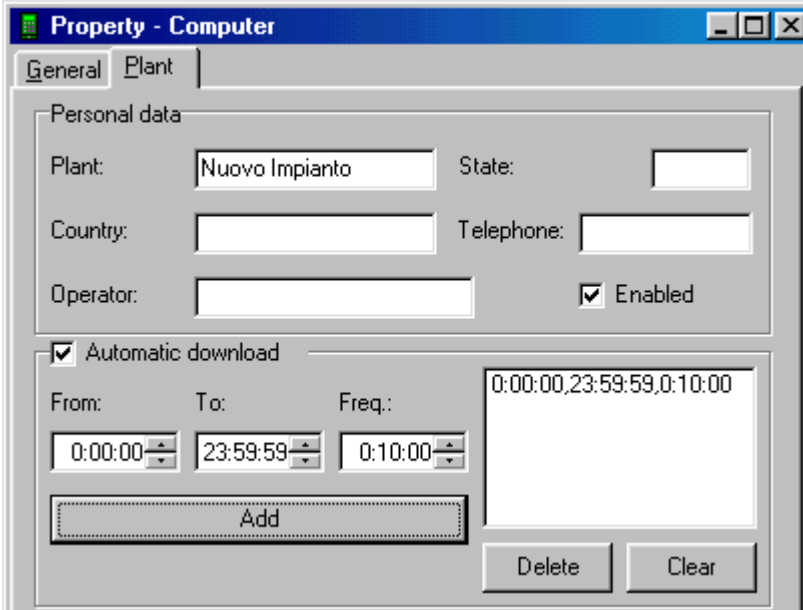 Property - Computer
General Plant
Personal data
Plant: Nuovo Impianto State:
Country: Telephone:
Operator: Enabled
Automatic download
From: To: Freq.:
0:00:00 23:59:59 0:10:00
0:00:00,23:59:59,0:10:00
Add
Delete Clear